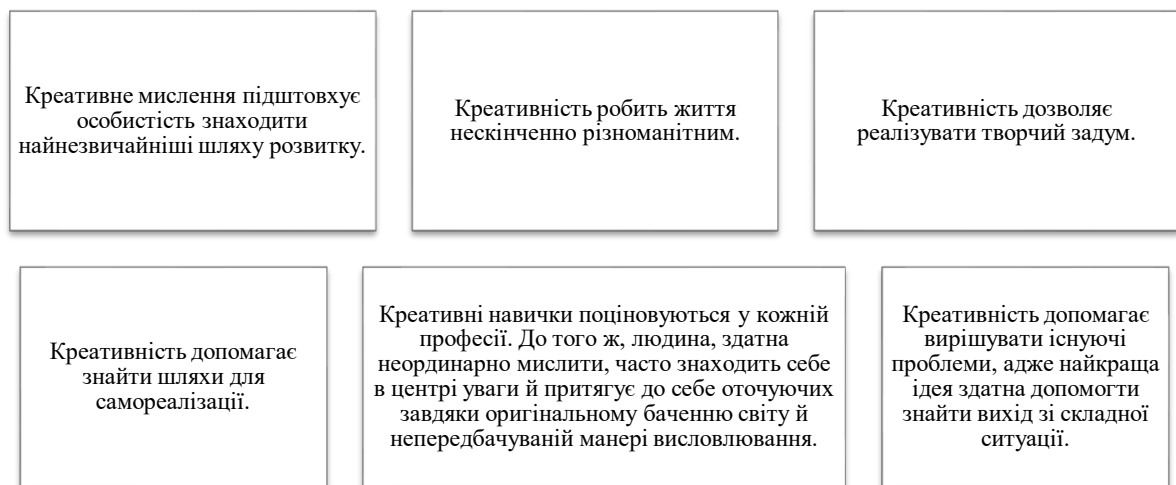 Креативне мислення підштовхує
особистість знаходити
найнезвичайніші шляху розвитку.
Креативність робить життя
нескінченно різноманітним.
Креативність дозволяє
реалізувати творчий задум.
Креативність допомагає
знайти шляхи для
самореалізації.
Креативні навички поціновуються у кожній
професії. До того ж, людина, здатна
неординарно мислити, часто знаходить себе
в центрі уваги й притягує до себе оточуючих
завдяки оригінальному баченню світу й
непередбачуваній манері висловлювання.
Креативність допомагає
вирішувати існуючі
проблеми, адже найкраща
ідея здатна допомогти
знайти вихід зі складної
ситуації.